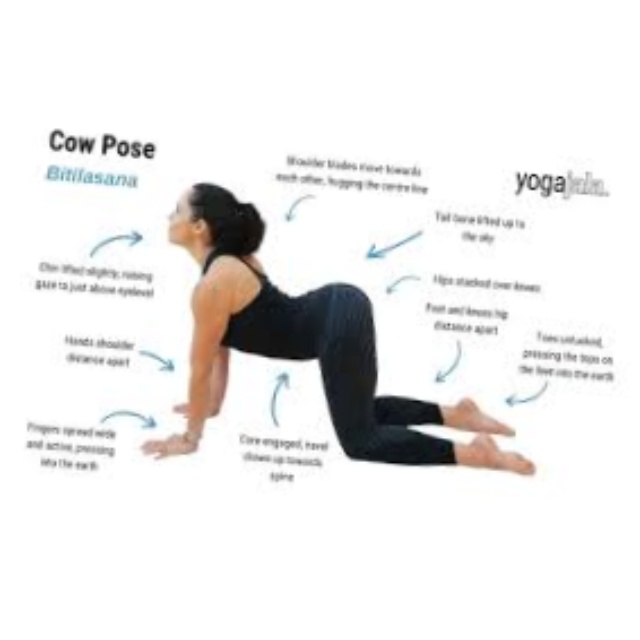 Cow Pose
Bitilasana
yogajala.
Shoulder blades move towards
each other, hugging the centre line
Tail bone lifted up to
the sky
Chin lifted slightly, raising
gaze to just above eyelevel
Hips stacked over knees
Feet and knees hip
distance apart
Toes untucked,
pressing the tops on
the feet into the earth
Hands shoulder
distance apart
Fingers spread wide
and active, pressing
into the earth
Core engaged, navel
draws up towards
spine